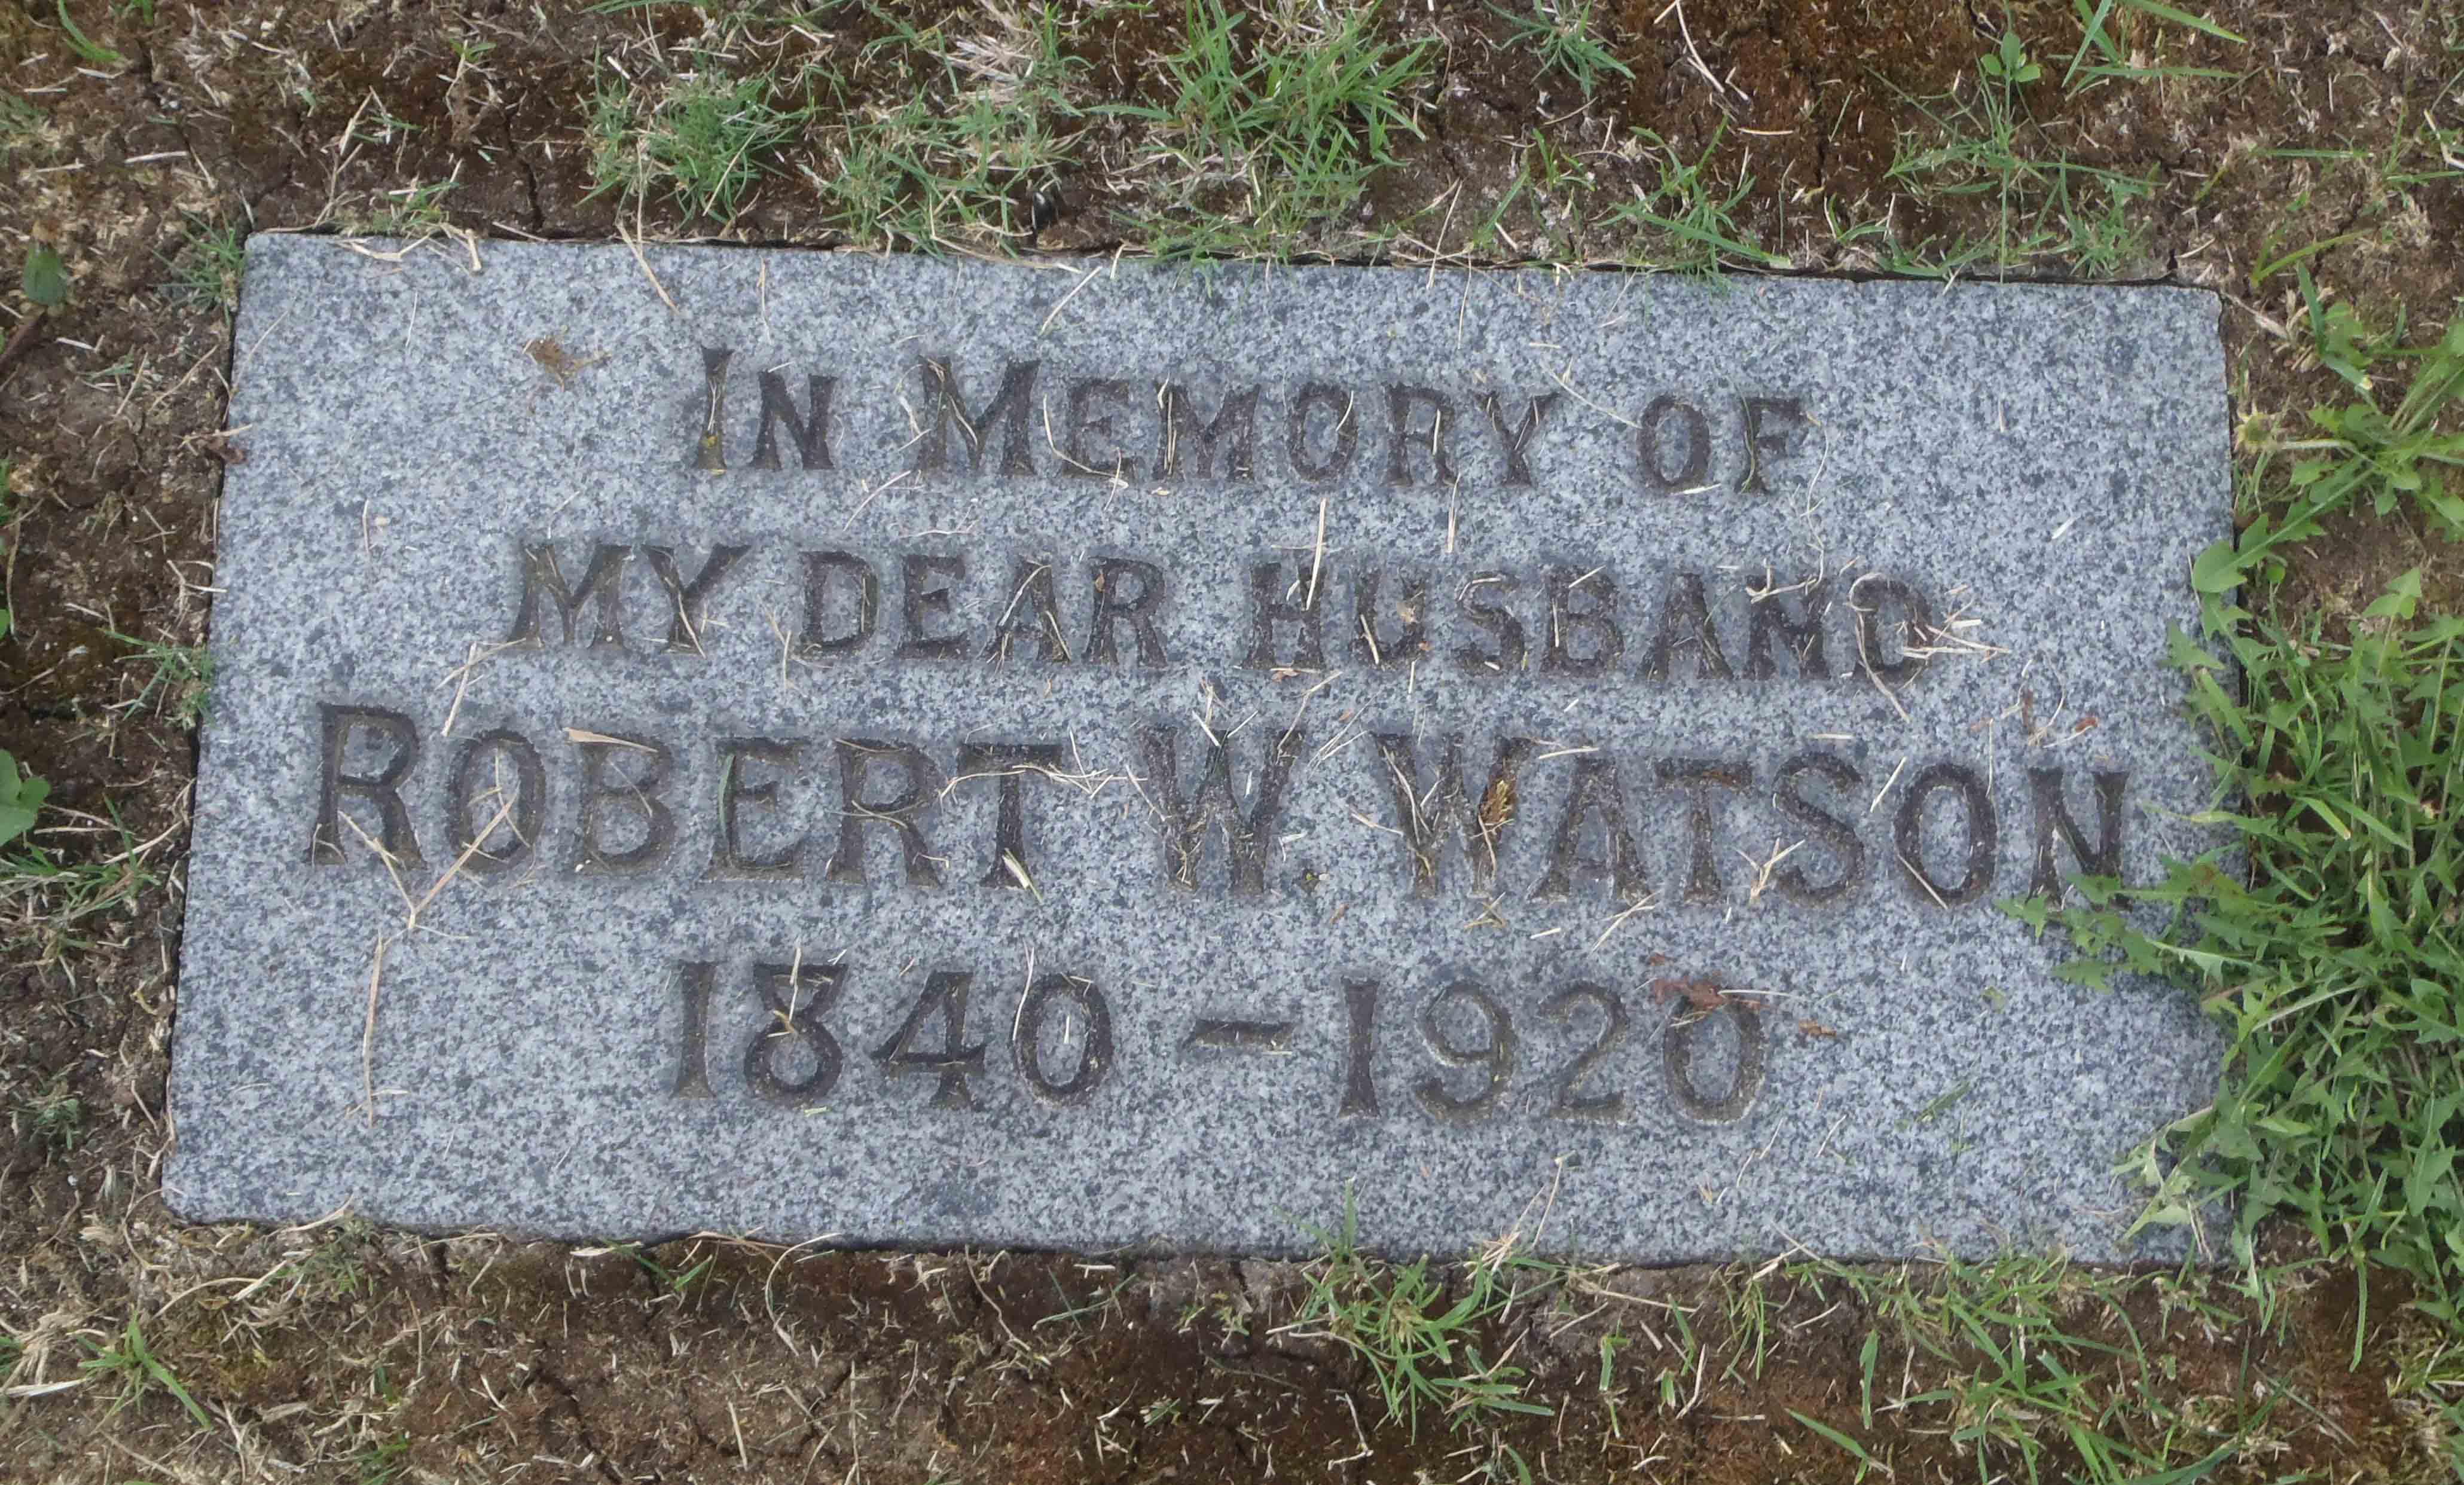 IN MEMORY OF
MY DEAR HUSBAND
ROBERT W. WATSON
1840 - 1920